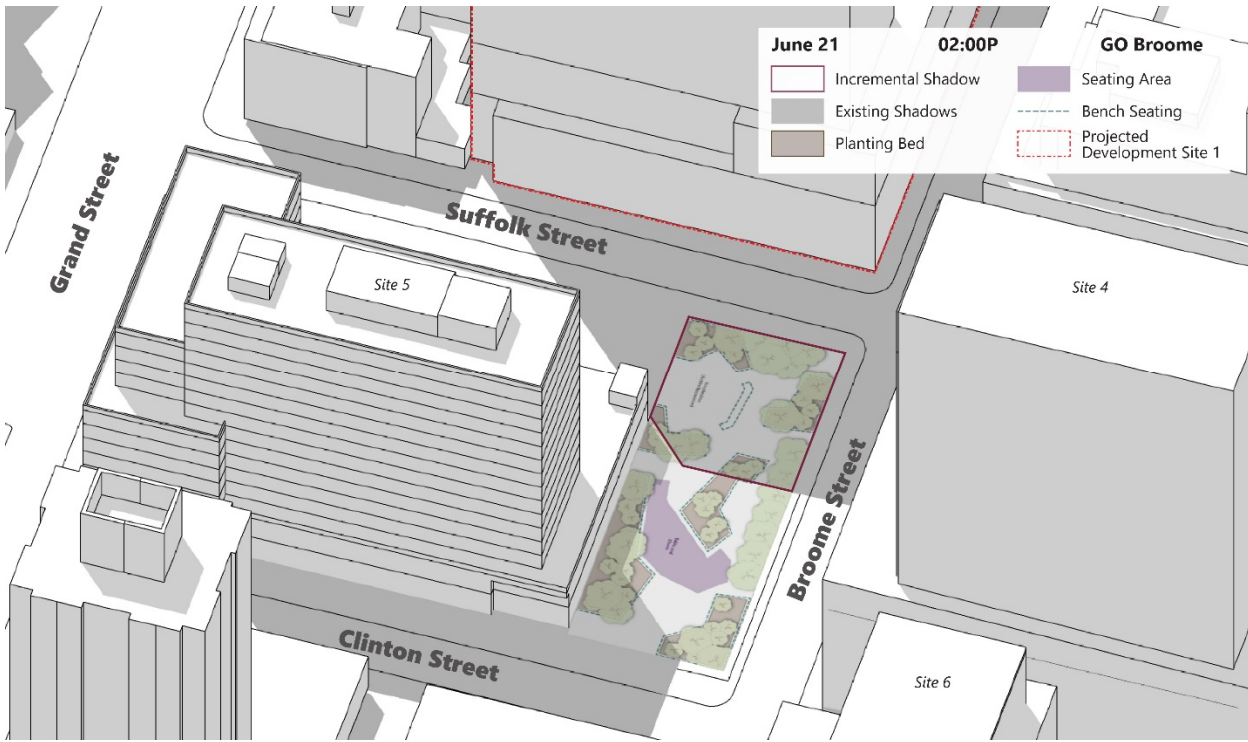 June 21 02:00P GO Broome
Incremental Shadow
Seating Area
Existing Shadows
Bench Seating
Planting Bed
Projected
Development Site 1
Grand Street
Suffolk Street
Site 5
Site 4
Broome Street
Clinton Street
Site 6